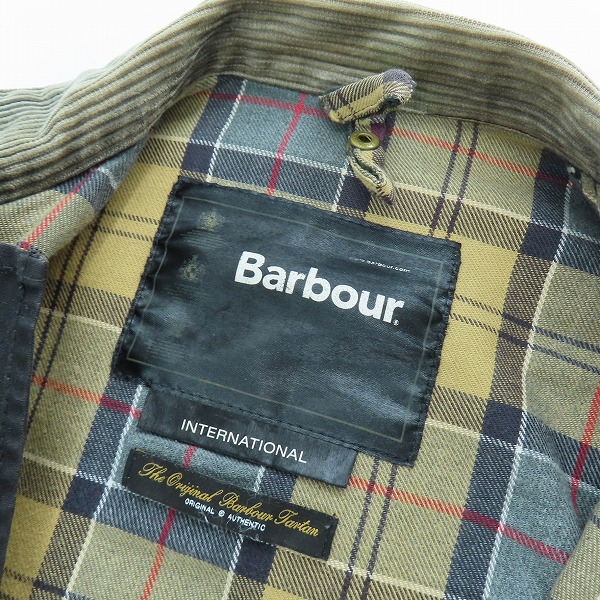 www.barbour.com
Barbour®
INTERNATIONAL
The Original Barbour Tartan
ORIGINAL @ AUTHENTIC